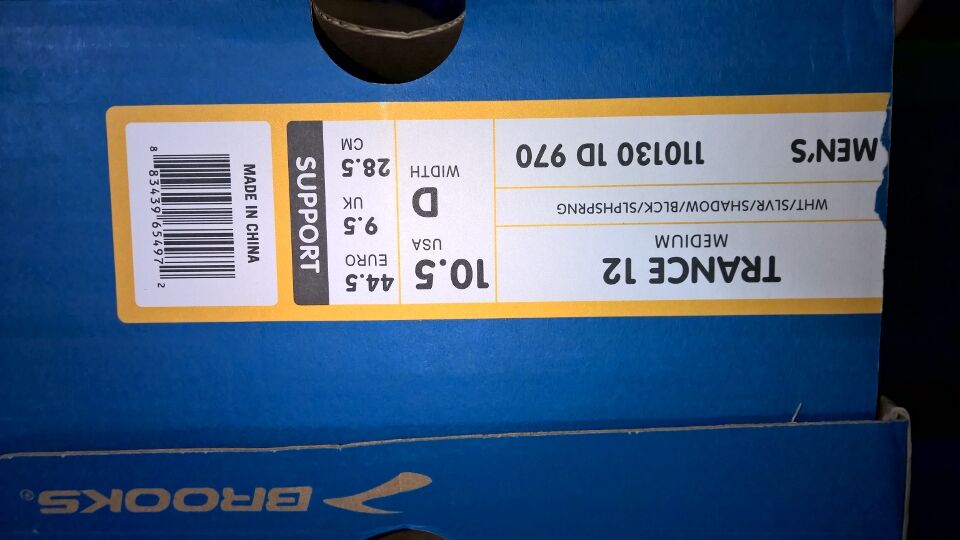 BROOKS®
TRANCE 12
MEDIUM
WHT/SLVR/SHADOW/BLCK/SLPHSPRNG
MEN'S 110130 1D 970
10.5
USA
D
WIDTH
44.5
EURO
9.5
UK
28.5
CM
SUPPORT
MADE IN CHINA
8 83439 65497 2